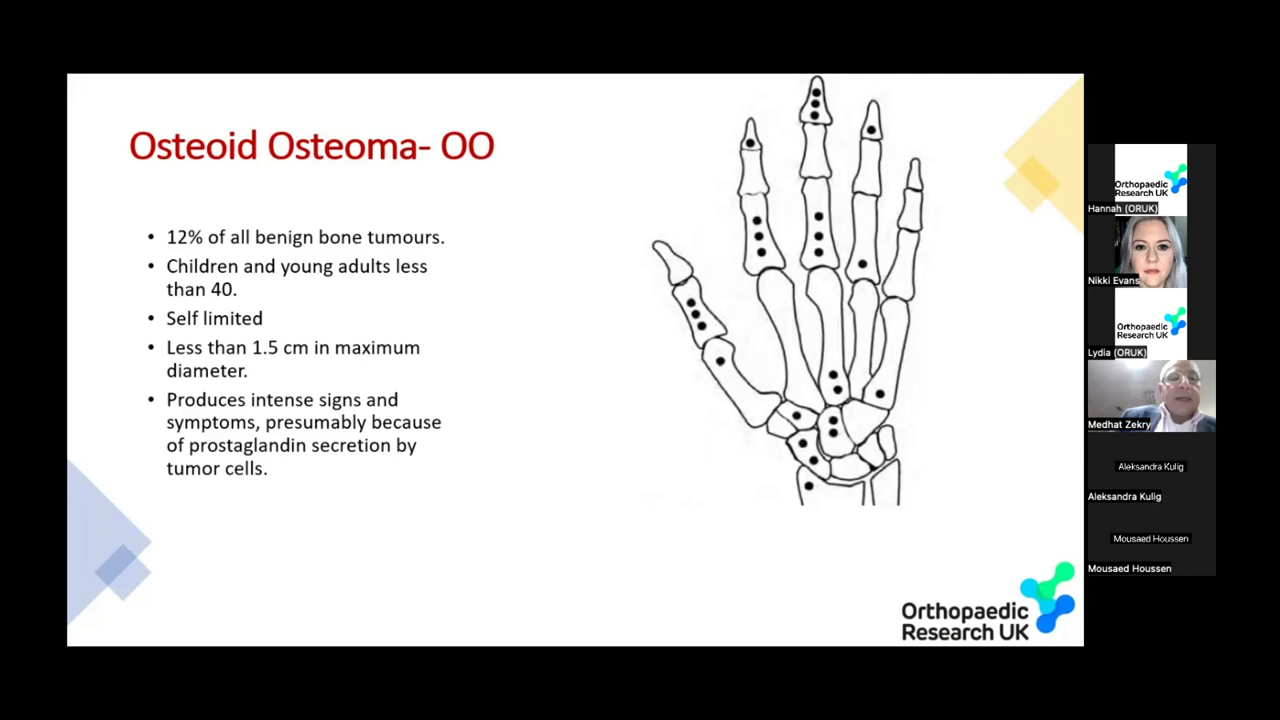 Osteoid Osteoma- OO
• 12% of all benign bone tumours.
• Children and young adults less
than 40.
• Self limited
• Less than 1.5 cm in maximum
diameter.
• Produces intense signs and
symptoms, presumably because
of prostaglandin secretion by
tumor cells.
Orthopaedic
Research UK
Orthopaedic
Research UK
Hannah (ORUK)
Nikki Evans
Orthopaedic
Research UK
Lydia (ORUK)
Medhat Zekry
Aleksandra Kulig
Aleksandra Kulig
Mousaed Houssen
Mousaed Houssen